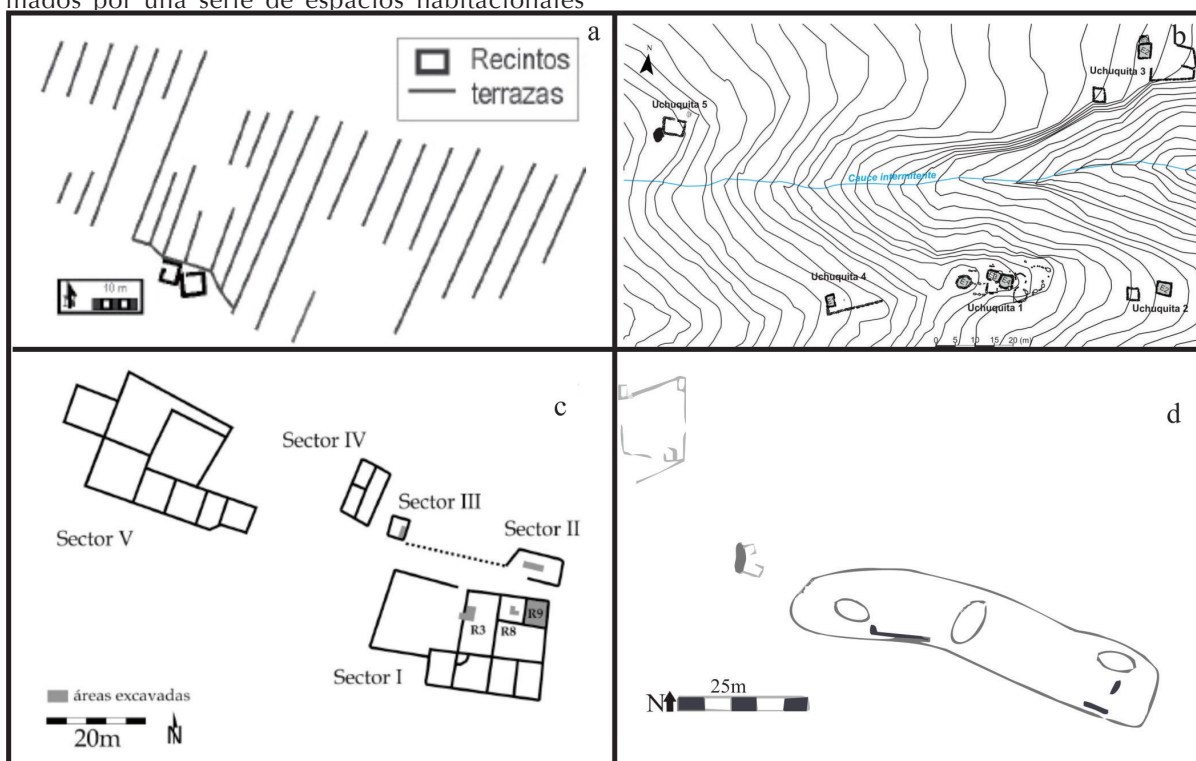 mados por una serie de espacios habitacionales
a
Recintos
terrazas
10 m
b
N
Uchuquita 3
Uchuquita 5
Cauce intermitente
Uchuquita 4
Uchuquita 1
Uchuquita 2
0 5 10 15 20 (m)
c
Sector IV
Sector III
Sector II
Sector V
R9
R3
R8
Sector I
áreas excavadas
20m
N
d
25m
N